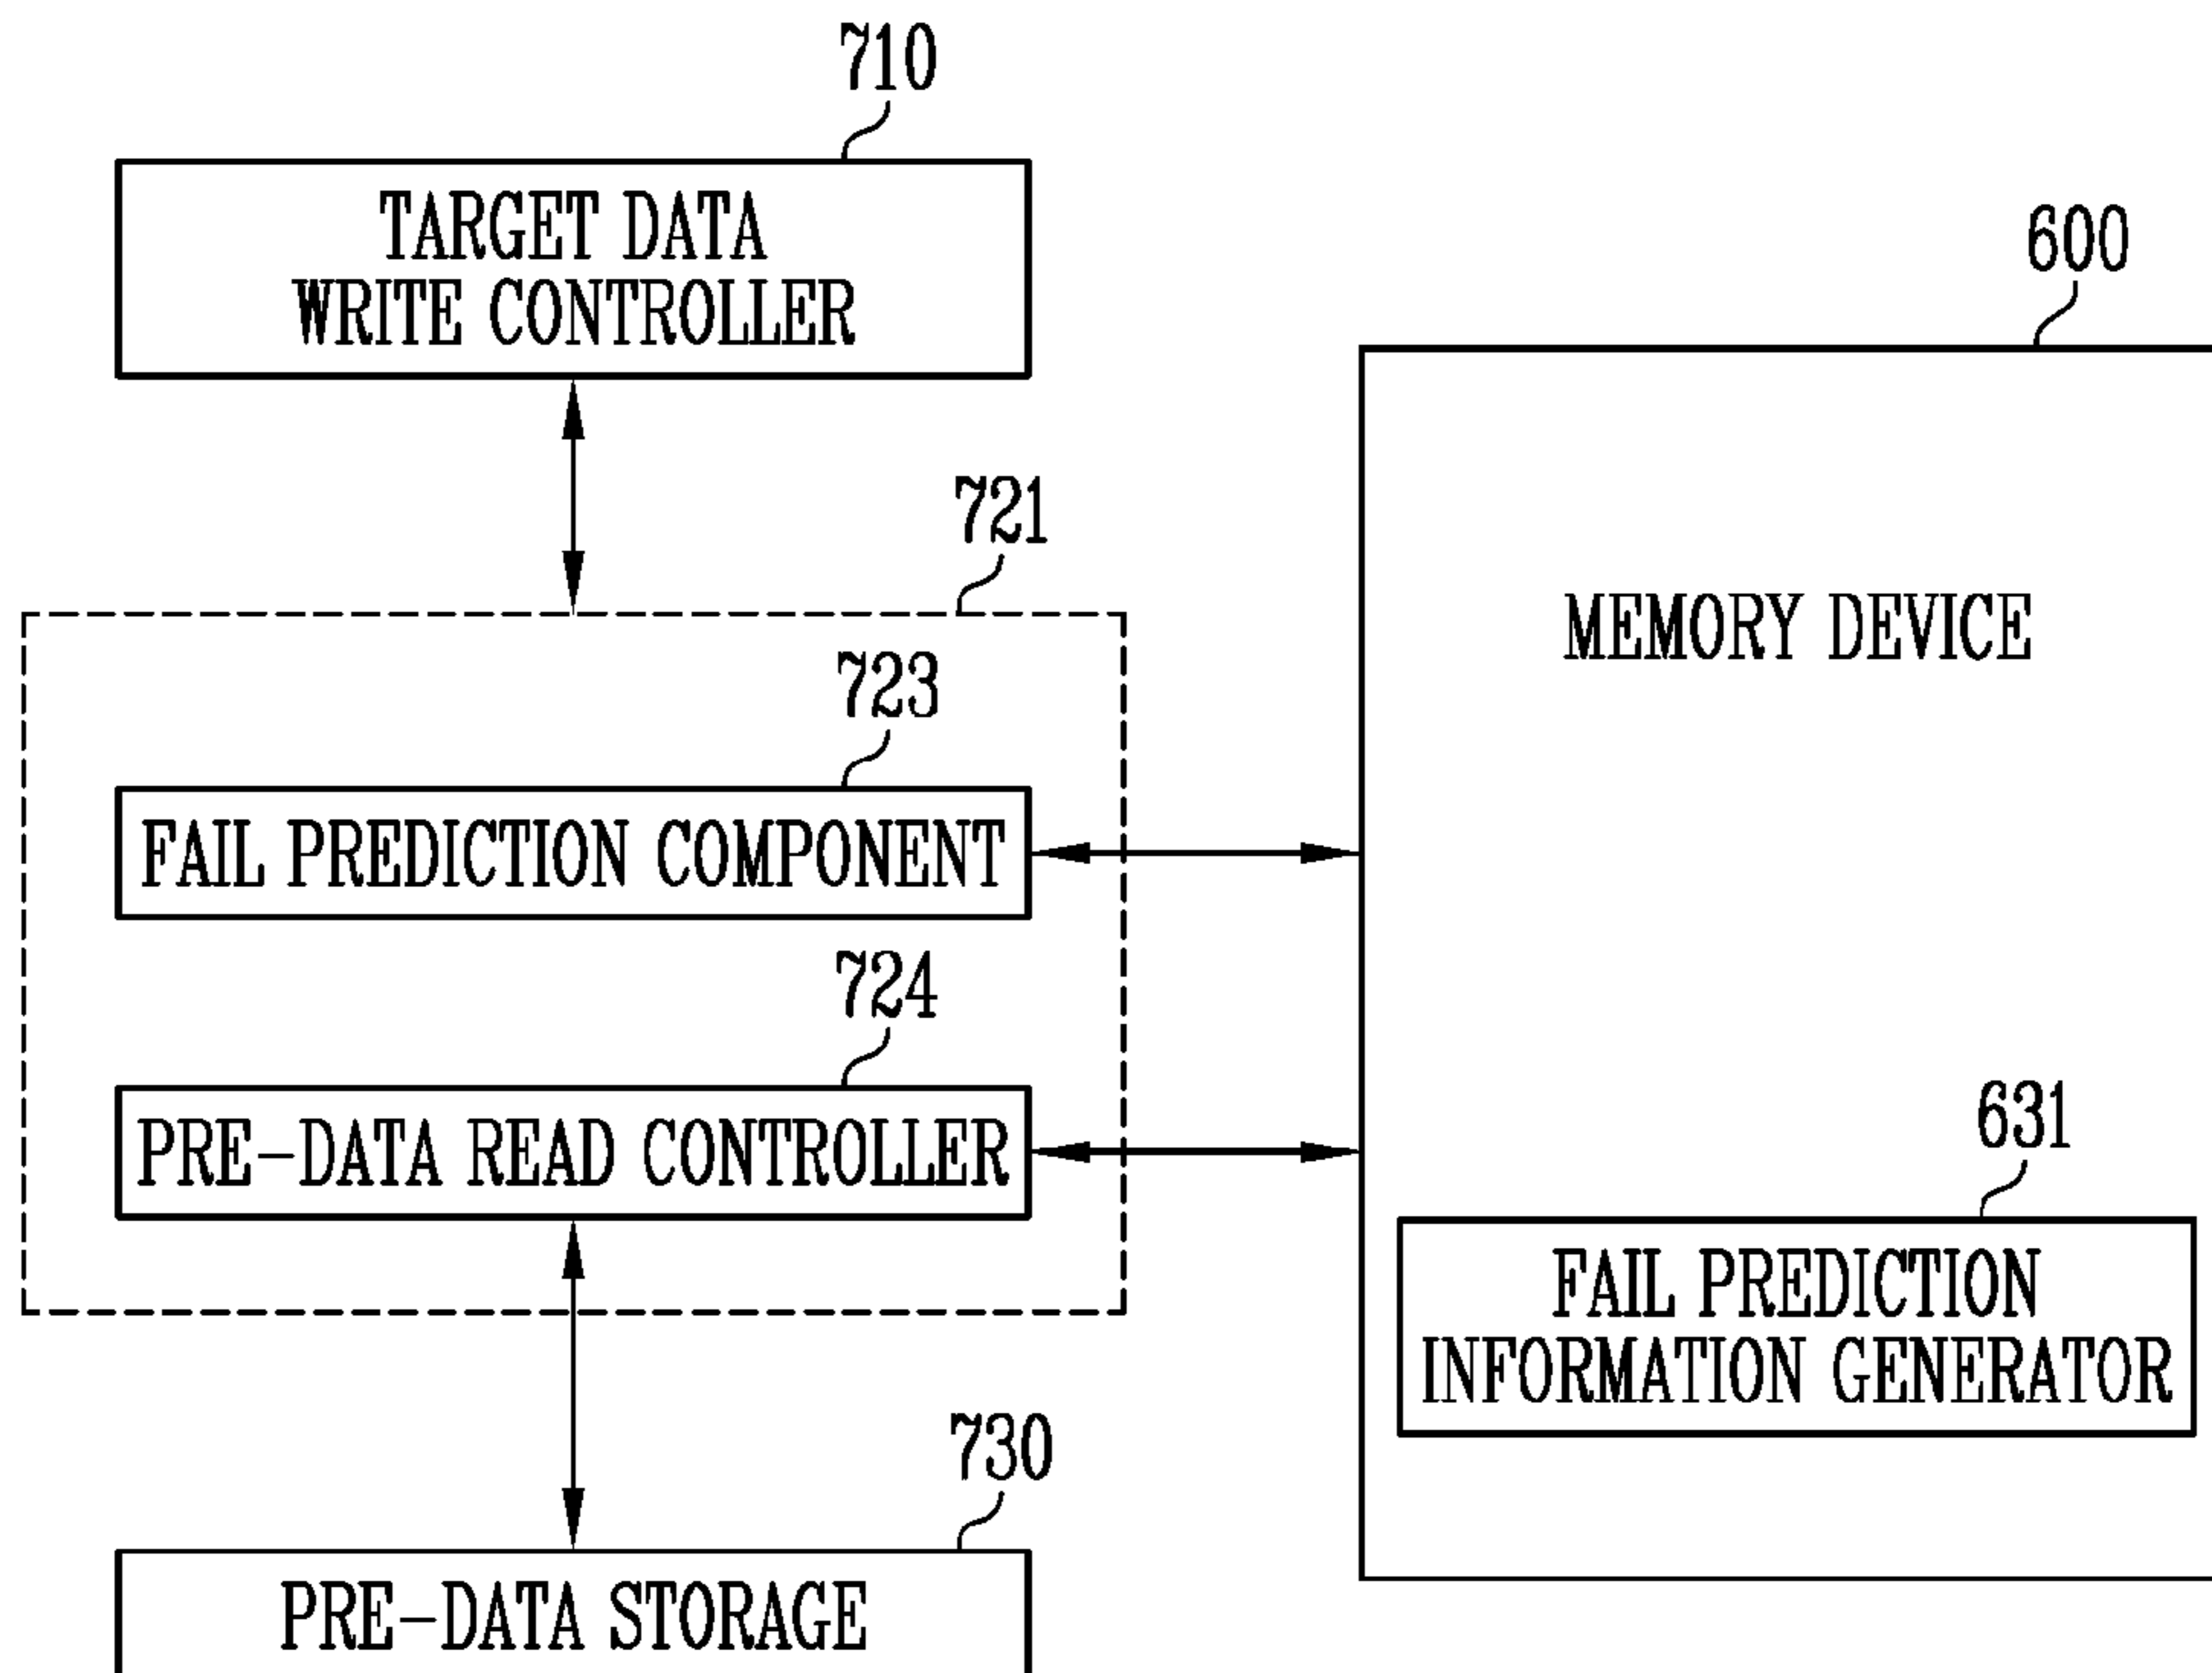 710
TARGET DATA
WRITE CONTROLLER
600
721
MEMORY DEVICE
723
FAIL PREDICTION COMPONENT
724
PRE-DATA READ CONTROLLER
631
FAIL PREDICTION
INFORMATION GENERATOR
730
PRE-DATA STORAGE